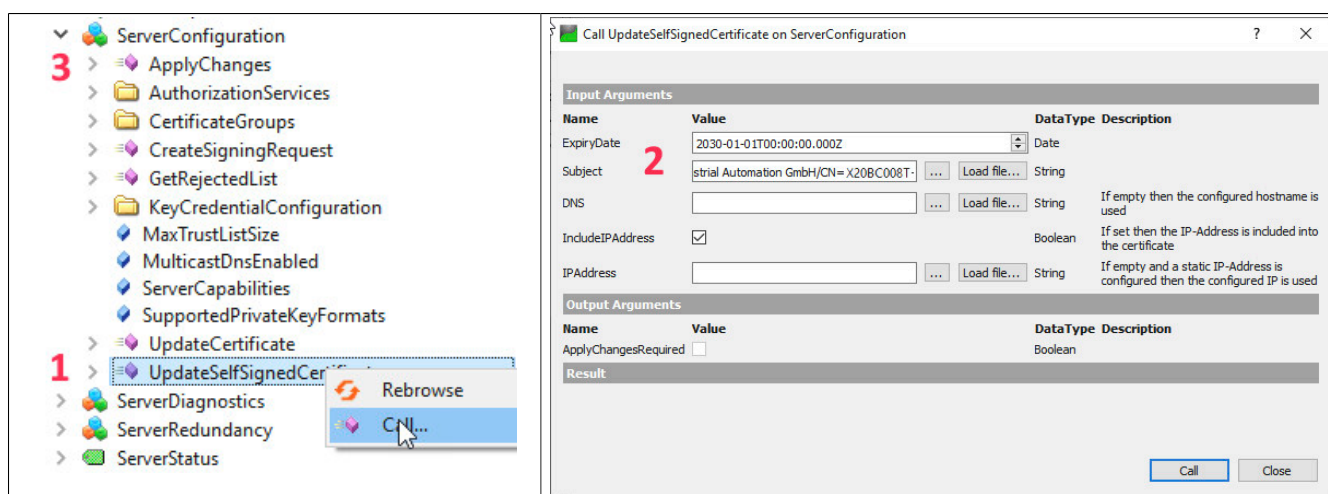 ServerConfiguration
3 ApplyChanges
AuthorizationServices
CertificateGroups
CreateSigningRequest
GetRejectedList
KeyCredentialConfiguration
MaxTrustListSize
MulticastDnsEnabled
ServerCapabilities
SupportedPrivateKeyFormats
UpdateCertificate
1 UpdateSelfSignedCertificate
Rebrowse
ServerDiagnostics
Call...
ServerRedundancy
ServerStatus
Call UpdateSelfSignedCertificate on ServerConfiguration ? X
Input Arguments
Name Value DataType Description
ExpiryDate 2030-01-01T00:00:00.000Z Date
2
Subject strial Automation GmbH/CN=X20BC008T- ... Load file... String
DNS ... Load file... String If empty then the configured hostname is
used
IncludeIPAddress Boolean If set then the IP-Address is included into
the certificate
IPAddress ... Load file... String If empty and a static IP-Address is
configured then the configured IP is used
Output Arguments
Name Value DataType Description
ApplyChangesRequired Boolean
Result
Call Close